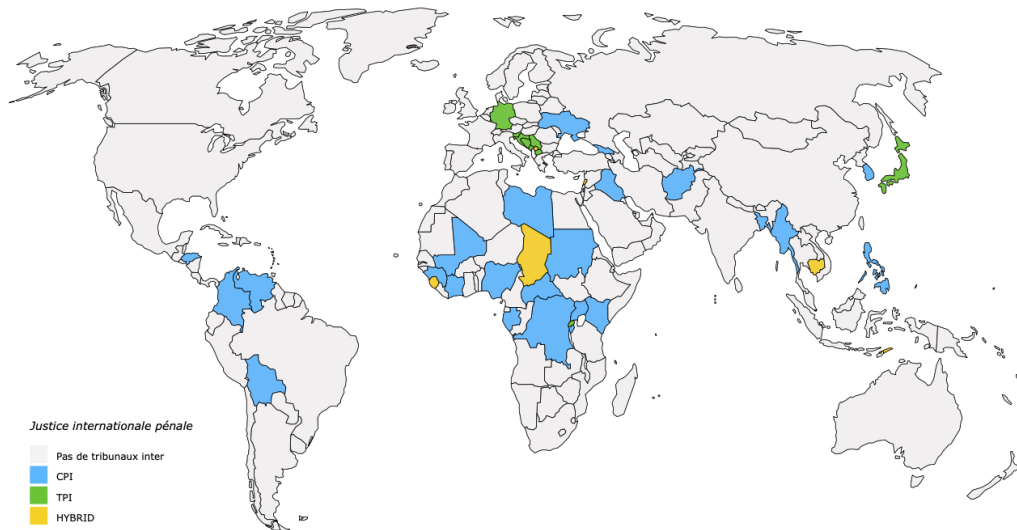 Justice internationale pénale
Pas de tribunaux inter
CPI
TPI
HYBRID